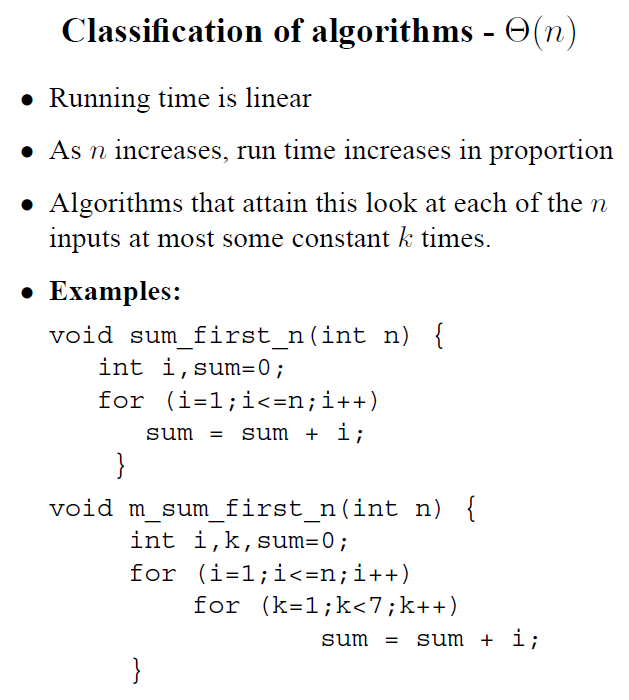 Classification of algorithms - Θ(n)
• Running time is linear
• As n increases, run time increases in proportion
• Algorithms that attain this look at each of the n
inputs at most some constant k times.
• Examples:
void sum_first_n(int n) {
int i,sum=0;
for (i=1;i<=n;i++)
sum = sum + i;
}
void m_sum_first_n(int n) {
int i,k,sum=0;
for (i=1;i<=n;i++)
for (k=1;k<7;k++)
sum = sum + i;
}